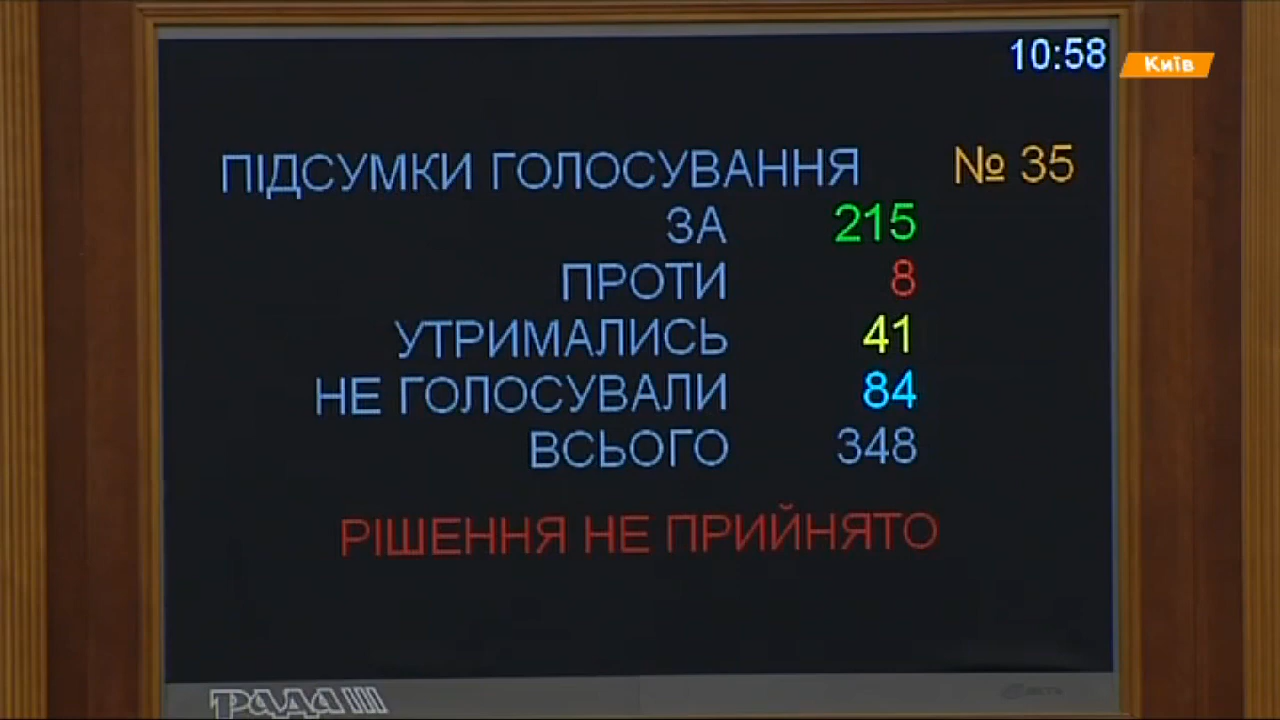 10:58
Київ
ПІДСУМКИ ГОЛОСУВАННЯ № 35
ЗА 215
ПРОТИ 8
УТРИМАЛИСЬ 41
НЕ ГОЛОСУВАЛИ 84
ВСЬОГО 348
РІШЕННЯ НЕ ПРИЙНЯТО
РАДА III